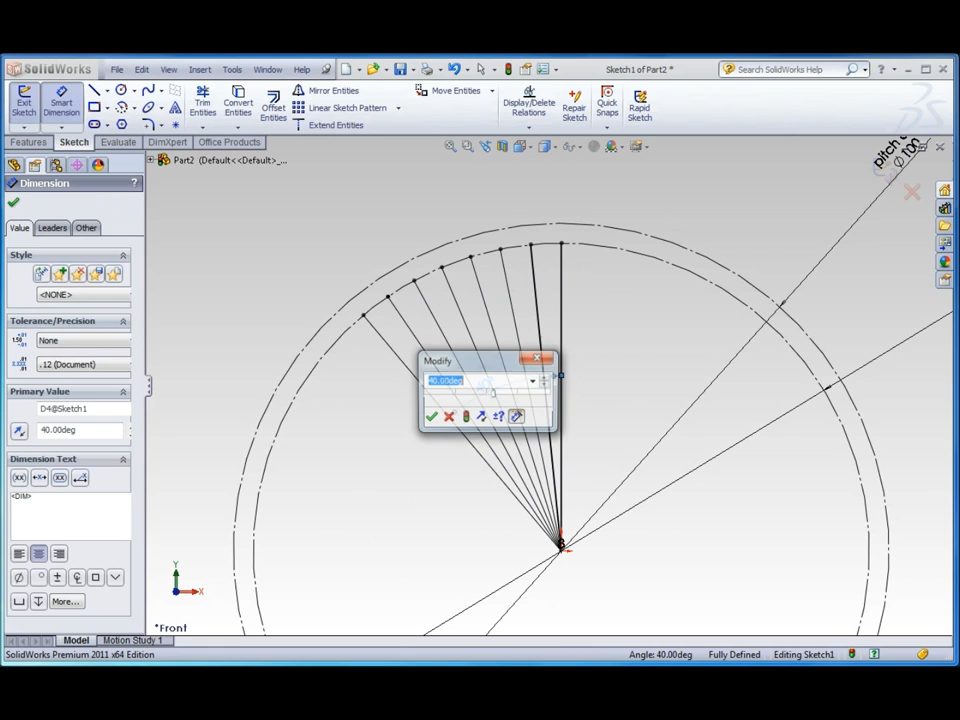 SolidWorks File Edit View Insert Tools Window Help Sketch1 of Part2 * Search SolidWorks Help ?
Exit Sketch
Smart Dimension
Trim Entities
Convert Entities
Offset Entities
Mirror Entities
Linear Sketch Pattern
Extend Entities
Move Entities
Display/Delete Relations
Repair Sketch
Quick Snaps
Rapid Sketch
Features Sketch Evaluate DimXpert Office Products
Part2 (Default<<Default>_...
Dimension ?
Value Leaders Other
Style
<NONE>
Tolerance/Precision
None
.12 (Document)
Primary Value
D4@Sketch1
40.00deg
Dimension Text
<DIM>
More...
Modify
40.00deg
pitch
Y
X
*Front
Model Motion Study 1
SolidWorks Premium 2011 x64 Edition Angle: 40.00deg Fully Defined Editing Sketch1